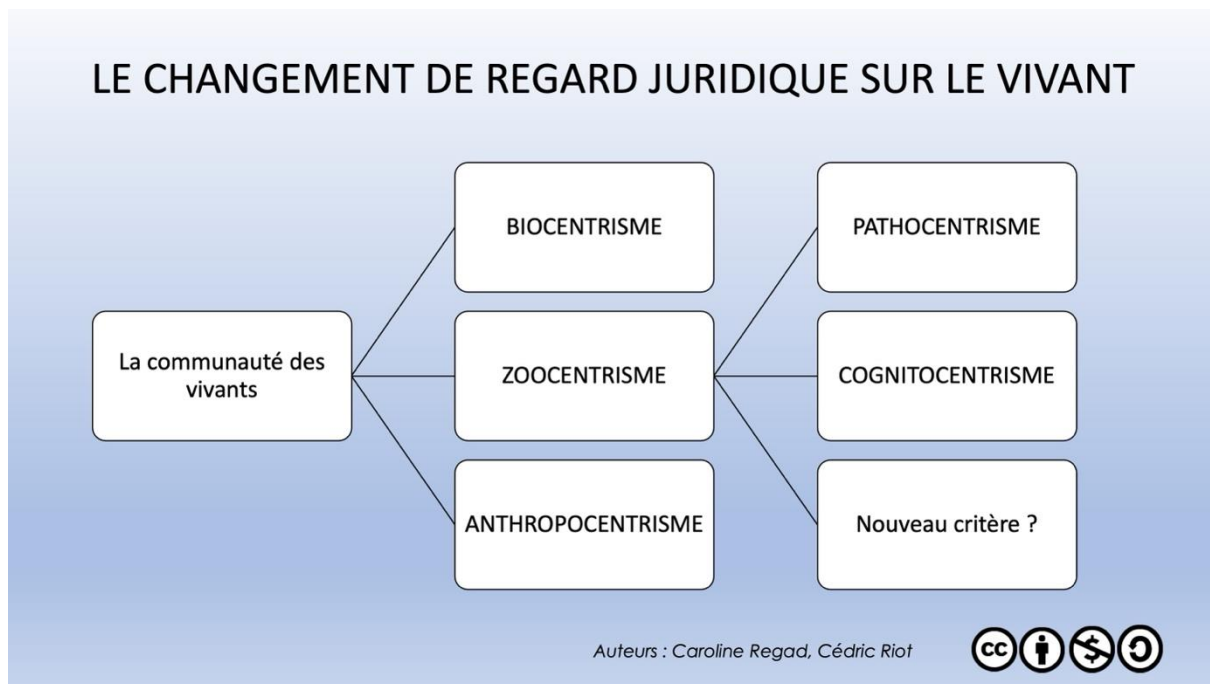 LE CHANGEMENT DE REGARD JURIDIQUE SUR LE VIVANT
La communauté des
vivants
BIOCENTRISME
ZOOCENTRISME
ANTHROPOCENTRISME
PATHOCENTRISME
COGNITOCENTRISME
Nouveau critère ?
Auteurs : Caroline Regad, Cédric Riot
cc